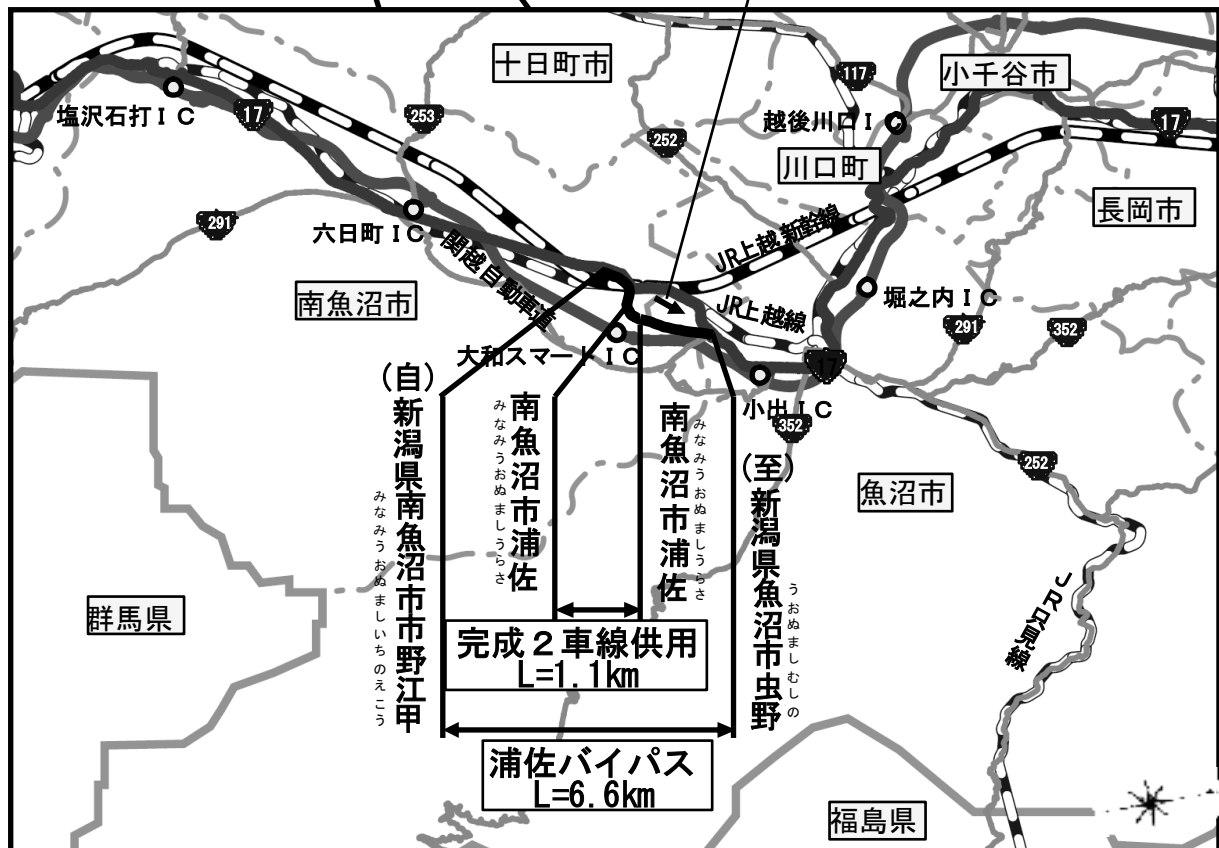 十日町市
小千谷市
117
塩沢石打ＩＣ
17
253
252
越後川口Ｉ
17
川口町
長岡市
291
六日町ＩＣ
関越自動車道
JR上越新幹線
南魚沼市
JR上越線
堀之内ＩＣ
291
352
大和スマートＩＣ
17
小出ＩＣ
352
252
魚沼市
（自）新潟県南魚沼市市野江甲
みなみうおぬましいちのえこう
南魚沼市浦佐
みなみうおぬましうらさ
南魚沼市浦佐
みなみうおぬましうらさ
（至）新潟県魚沼市虫野
うおぬましむしの
群馬県
JR只見線
完成２車線供用
L=1.1km
浦佐バイパス
L=6.6km
福島県